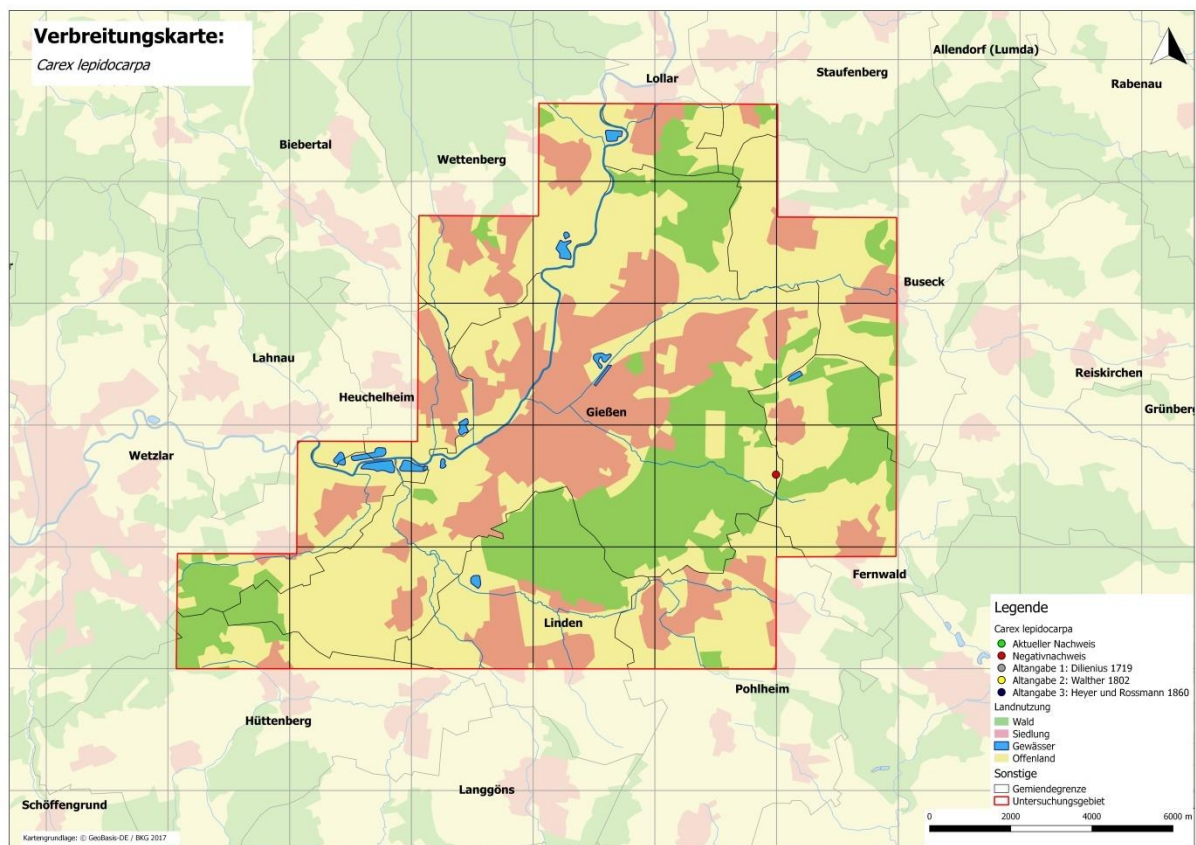 Verbreitungskarte:
Carex lepidocarpa
Allendorf (Lumda)
Lollar
Staufenberg
Rabenau
Biebertal
Wettenberg
Buseck
Lahnau
Reiskirchen
Heuchelheim
Grünberg
Gießen
Wetzlar
Fernwald
Linden
Pohlheim
Hüttenberg
Langgöns
Schöffengrund
Legende
Carex lepidocarpa
Aktueller Nachweis
Negativnachweis
Altangabe 1: Dillenius 1719
Altangabe 2: Walther 1802
Altangabe 3: Heyer und Rossmann 1860
Landnutzung
Wald
Siedlung
Gewässer
Offenland
Sonstige
Gemiendegrenze
Untersuchungsgebiet
0 2000 4000 6000 m
Kartengrundlage: © GeoBasis-DE / BKG 2017